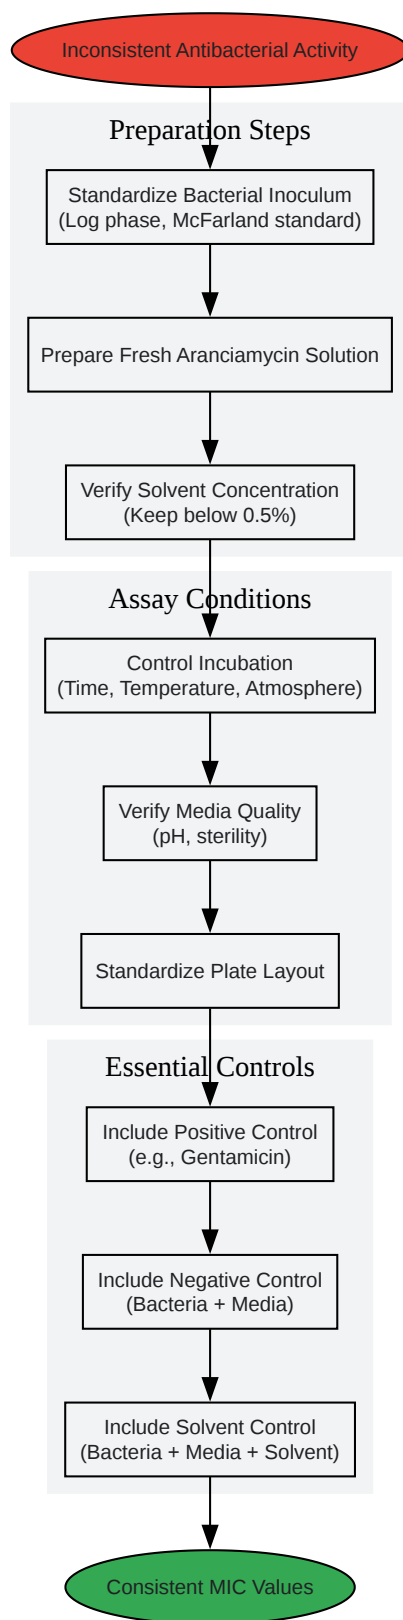 Inconsistent Antibacterial Activity
Preparation Steps
Standardize Bacterial Inoculum
(Log phase, McFarland standard)
Prepare Fresh Aranciamycin Solution
Verify Solvent Concentration
(Keep below 0.5%)
Assay Conditions
Control Incubation
(Time, Temperature, Atmosphere)
Verify Media Quality
(pH, sterility)
Standardize Plate Layout
Essential Controls
Include Positive Control
(e.g., Gentamicin)
Include Negative Control
(Bacteria + Media)
Include Solvent Control
(Bacteria + Media + Solvent)
Consistent MIC Values